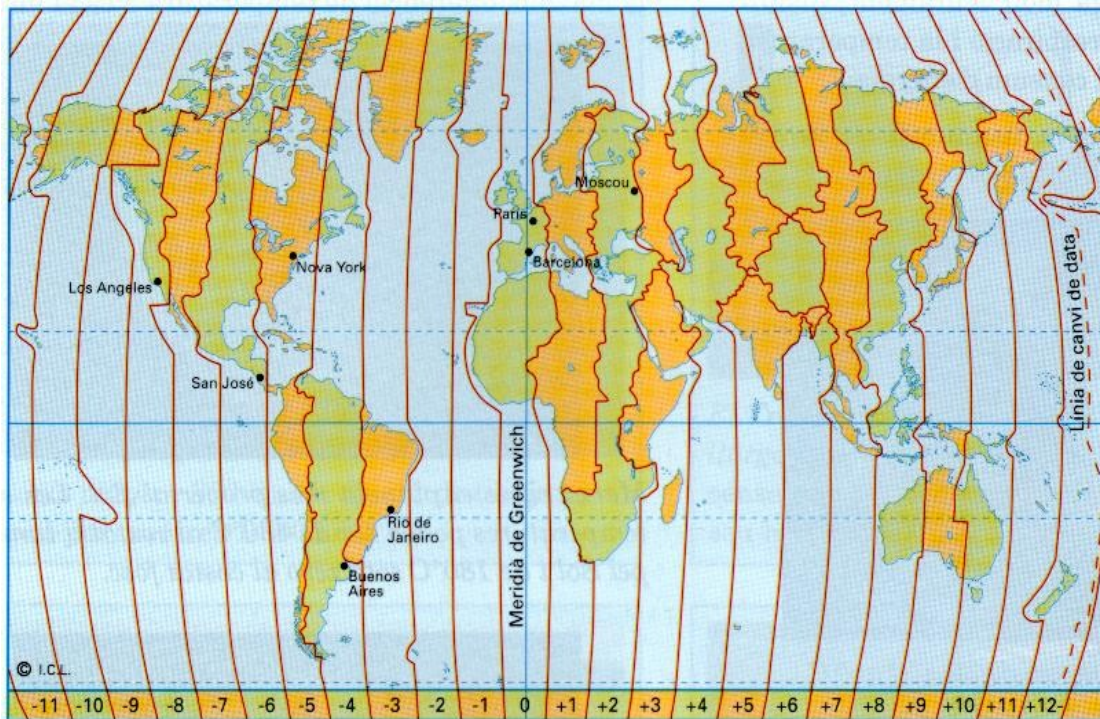 Moscou
París
Barcelona
Nova York
Los Angeles
San José
Meridià de Greenwich
Línia de canvi de data
Rio de
Janeiro
Buenos
Aires
© I.C.L.
-11 -10 -9 -8 -7 -6 -5 -4 -3 -2 -1 0 +1 +2 +3 +4 +5 +6 +7 +8 +9 +10 +11 +12-